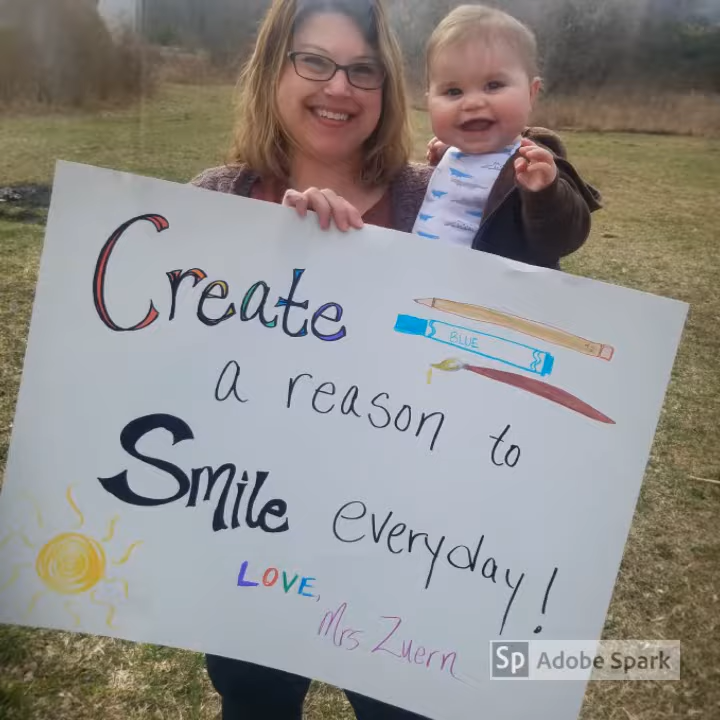 Create
BLUE
a reason to
Smile everyday!
LOVE,
Mrs Zuern
Sp Adobe Spark